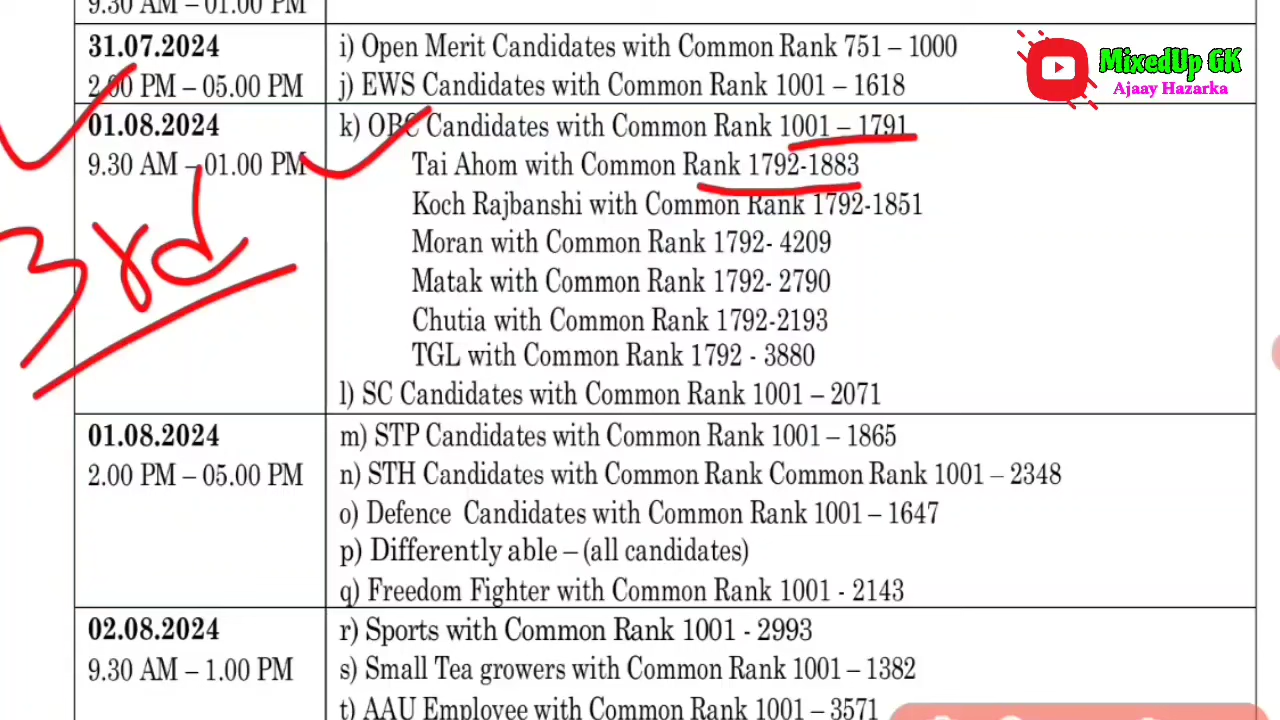 9.30 AM – 01.00 PM
31.07.2024
2.00 PM – 05.00 PM
i) Open Merit Candidates with Common Rank 751 – 1000
j) EWS Candidates with Common Rank 1001 – 1618
MixedUp GK
Ajaay Hazarka
01.08.2024
9.30 AM – 01.00 PM
3rd
k) OBC Candidates with Common Rank 1001 – 1791
Tai Ahom with Common Rank 1792-1883
Koch Rajbanshi with Common Rank 1792-1851
Moran with Common Rank 1792- 4209
Matak with Common Rank 1792- 2790
Chutia with Common Rank 1792-2193
TGL with Common Rank 1792 - 3880
l) SC Candidates with Common Rank 1001 – 2071
01.08.2024
2.00 PM – 05.00 PM
m) STP Candidates with Common Rank 1001 – 1865
n) STH Candidates with Common Rank Common Rank 1001 – 2348
o) Defence Candidates with Common Rank 1001 – 1647
p) Differently able – (all candidates)
q) Freedom Fighter with Common Rank 1001 - 2143
02.08.2024
9.30 AM – 1.00 PM
r) Sports with Common Rank 1001 - 2993
s) Small Tea growers with Common Rank 1001 – 1382
t) AAU Employee with Common Rank 1001 – 3571